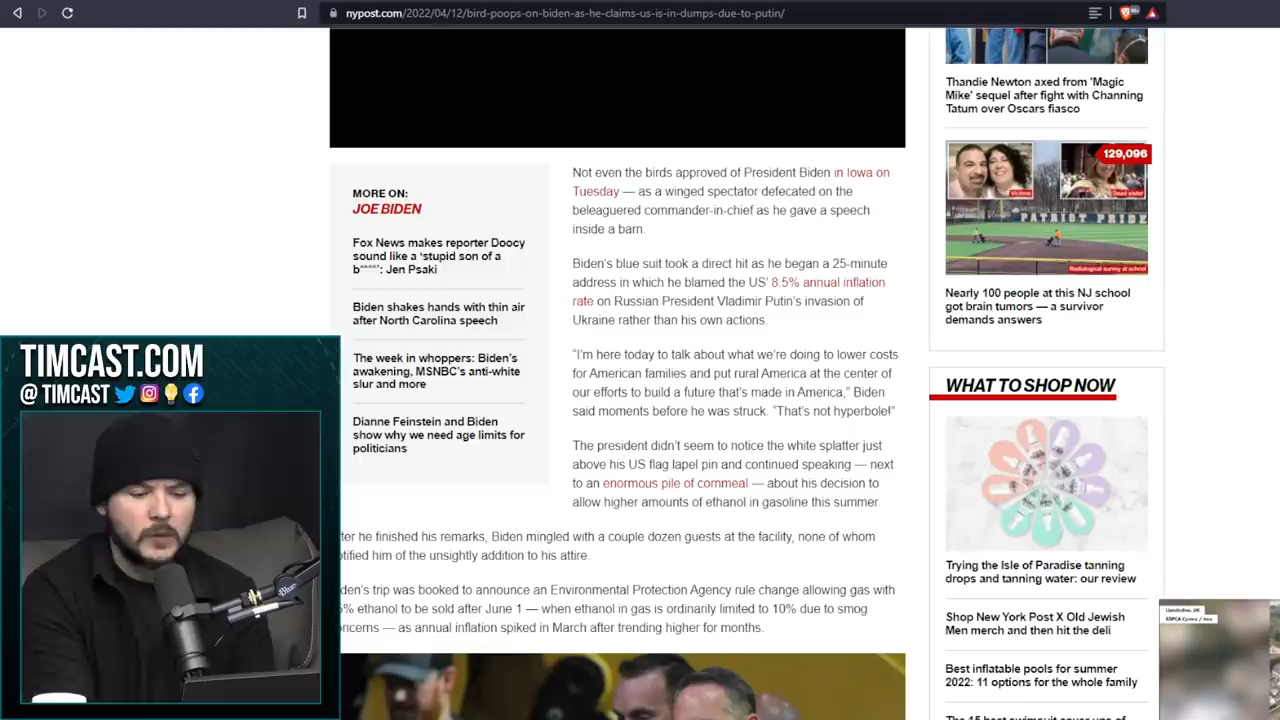 nypost.com/2022/04/12/bird-poops-on-biden-as-he-claims-us-is-in-dumps-due-to-putin/
MORE ON:
JOE BIDEN
Fox News makes reporter Doocy
sound like a ‘stupid son of a
b****’: Jen Psaki
Biden shakes hands with thin air
after North Carolina speech
The week in whoppers: Biden’s
awakening, MSNBC’s anti-white
slur and more
Dianne Feinstein and Biden
show why we need age limits for
politicians
Not even the birds approved of President Biden in Iowa on
Tuesday — as a winged spectator defecated on the
beleaguered commander-in-chief as he gave a speech
inside a barn.
Biden’s blue suit took a direct hit as he began a 25-minute
address in which he blamed the US’ 8.5% annual inflation
rate on Russian President Vladimir Putin’s invasion of
Ukraine rather than his own actions.
“I’m here today to talk about what we’re doing to lower costs
for American families and put rural America at the center of
our efforts to build a future that’s made in America,” Biden
said moments before he was struck. “That’s not hyperbole!”
The president didn’t seem to notice the white splatter just
above his US flag lapel pin and continued speaking — next
to an enormous pile of cornmeal — about his decision to
allow higher amounts of ethanol in gasoline this summer.
ter he finished his remarks, Biden mingled with a couple dozen guests at the facility, none of whom
otified him of the unsightly addition to his attire.
den’s trip was booked to announce an Environmental Protection Agency rule change allowing gas with
5% ethanol to be sold after June 1 — when ethanol in gas is ordinarily limited to 10% due to smog
oncerns — as annual inflation spiked in March after trending higher for months.
Thandie Newton axed from 'Magic
Mike' sequel after fight with Channing
Tatum over Oscars fiasco
129,096
Victims
Dead sister
PATRIOT PRIDE
Radiological survey at school
Nearly 100 people at this NJ school
got brain tumors — a survivor
demands answers
WHAT TO SHOP NOW
Trying the Isle of Paradise tanning
drops and tanning water: our review
Shop New York Post X Old Jewish
Men merch and then hit the deli
Best inflatable pools for summer
2022: 11 options for the whole family
TIMCAST.COM
@ TIMCAST
Blue
Llandudno, UK
RSPCA Cymru /